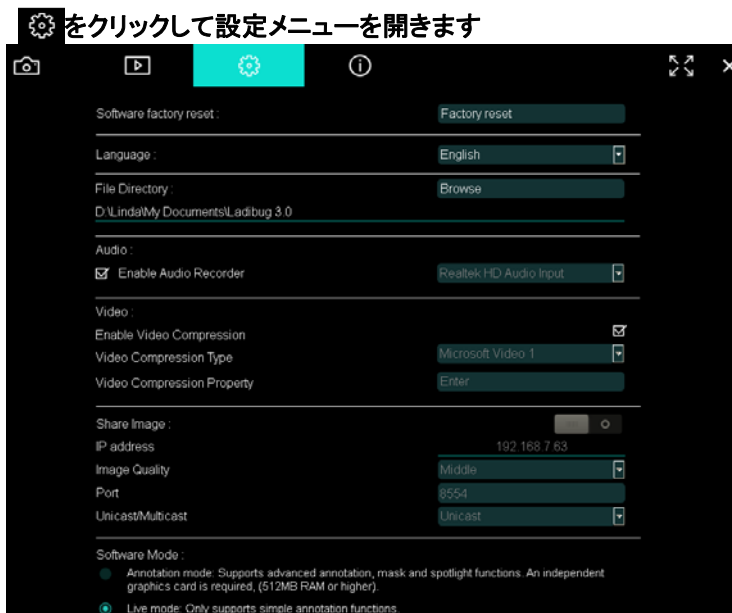 をクリックして設定メニューを開きます
Software factory reset : Factory reset
Language : English
File Directory : Browse
D:\Linda\My Documents\Ladibug 3.0
Audio :
Enable Audio Recorder Realtek HD Audio Input
Video :
Enable Video Compression
Video Compression Type Microsoft Video 1
Video Compression Property Enter
Share Image :
IP address 192.168.7.63
Image Quality Middle
Port 8554
Unicast/Multicast Unicast
Software Mode :
Annotation mode: Supports advanced annotation, mask and spotlight functions. An independent
graphics card is required, (512MB RAM or higher).
Live mode: Only supports simple annotation functions.